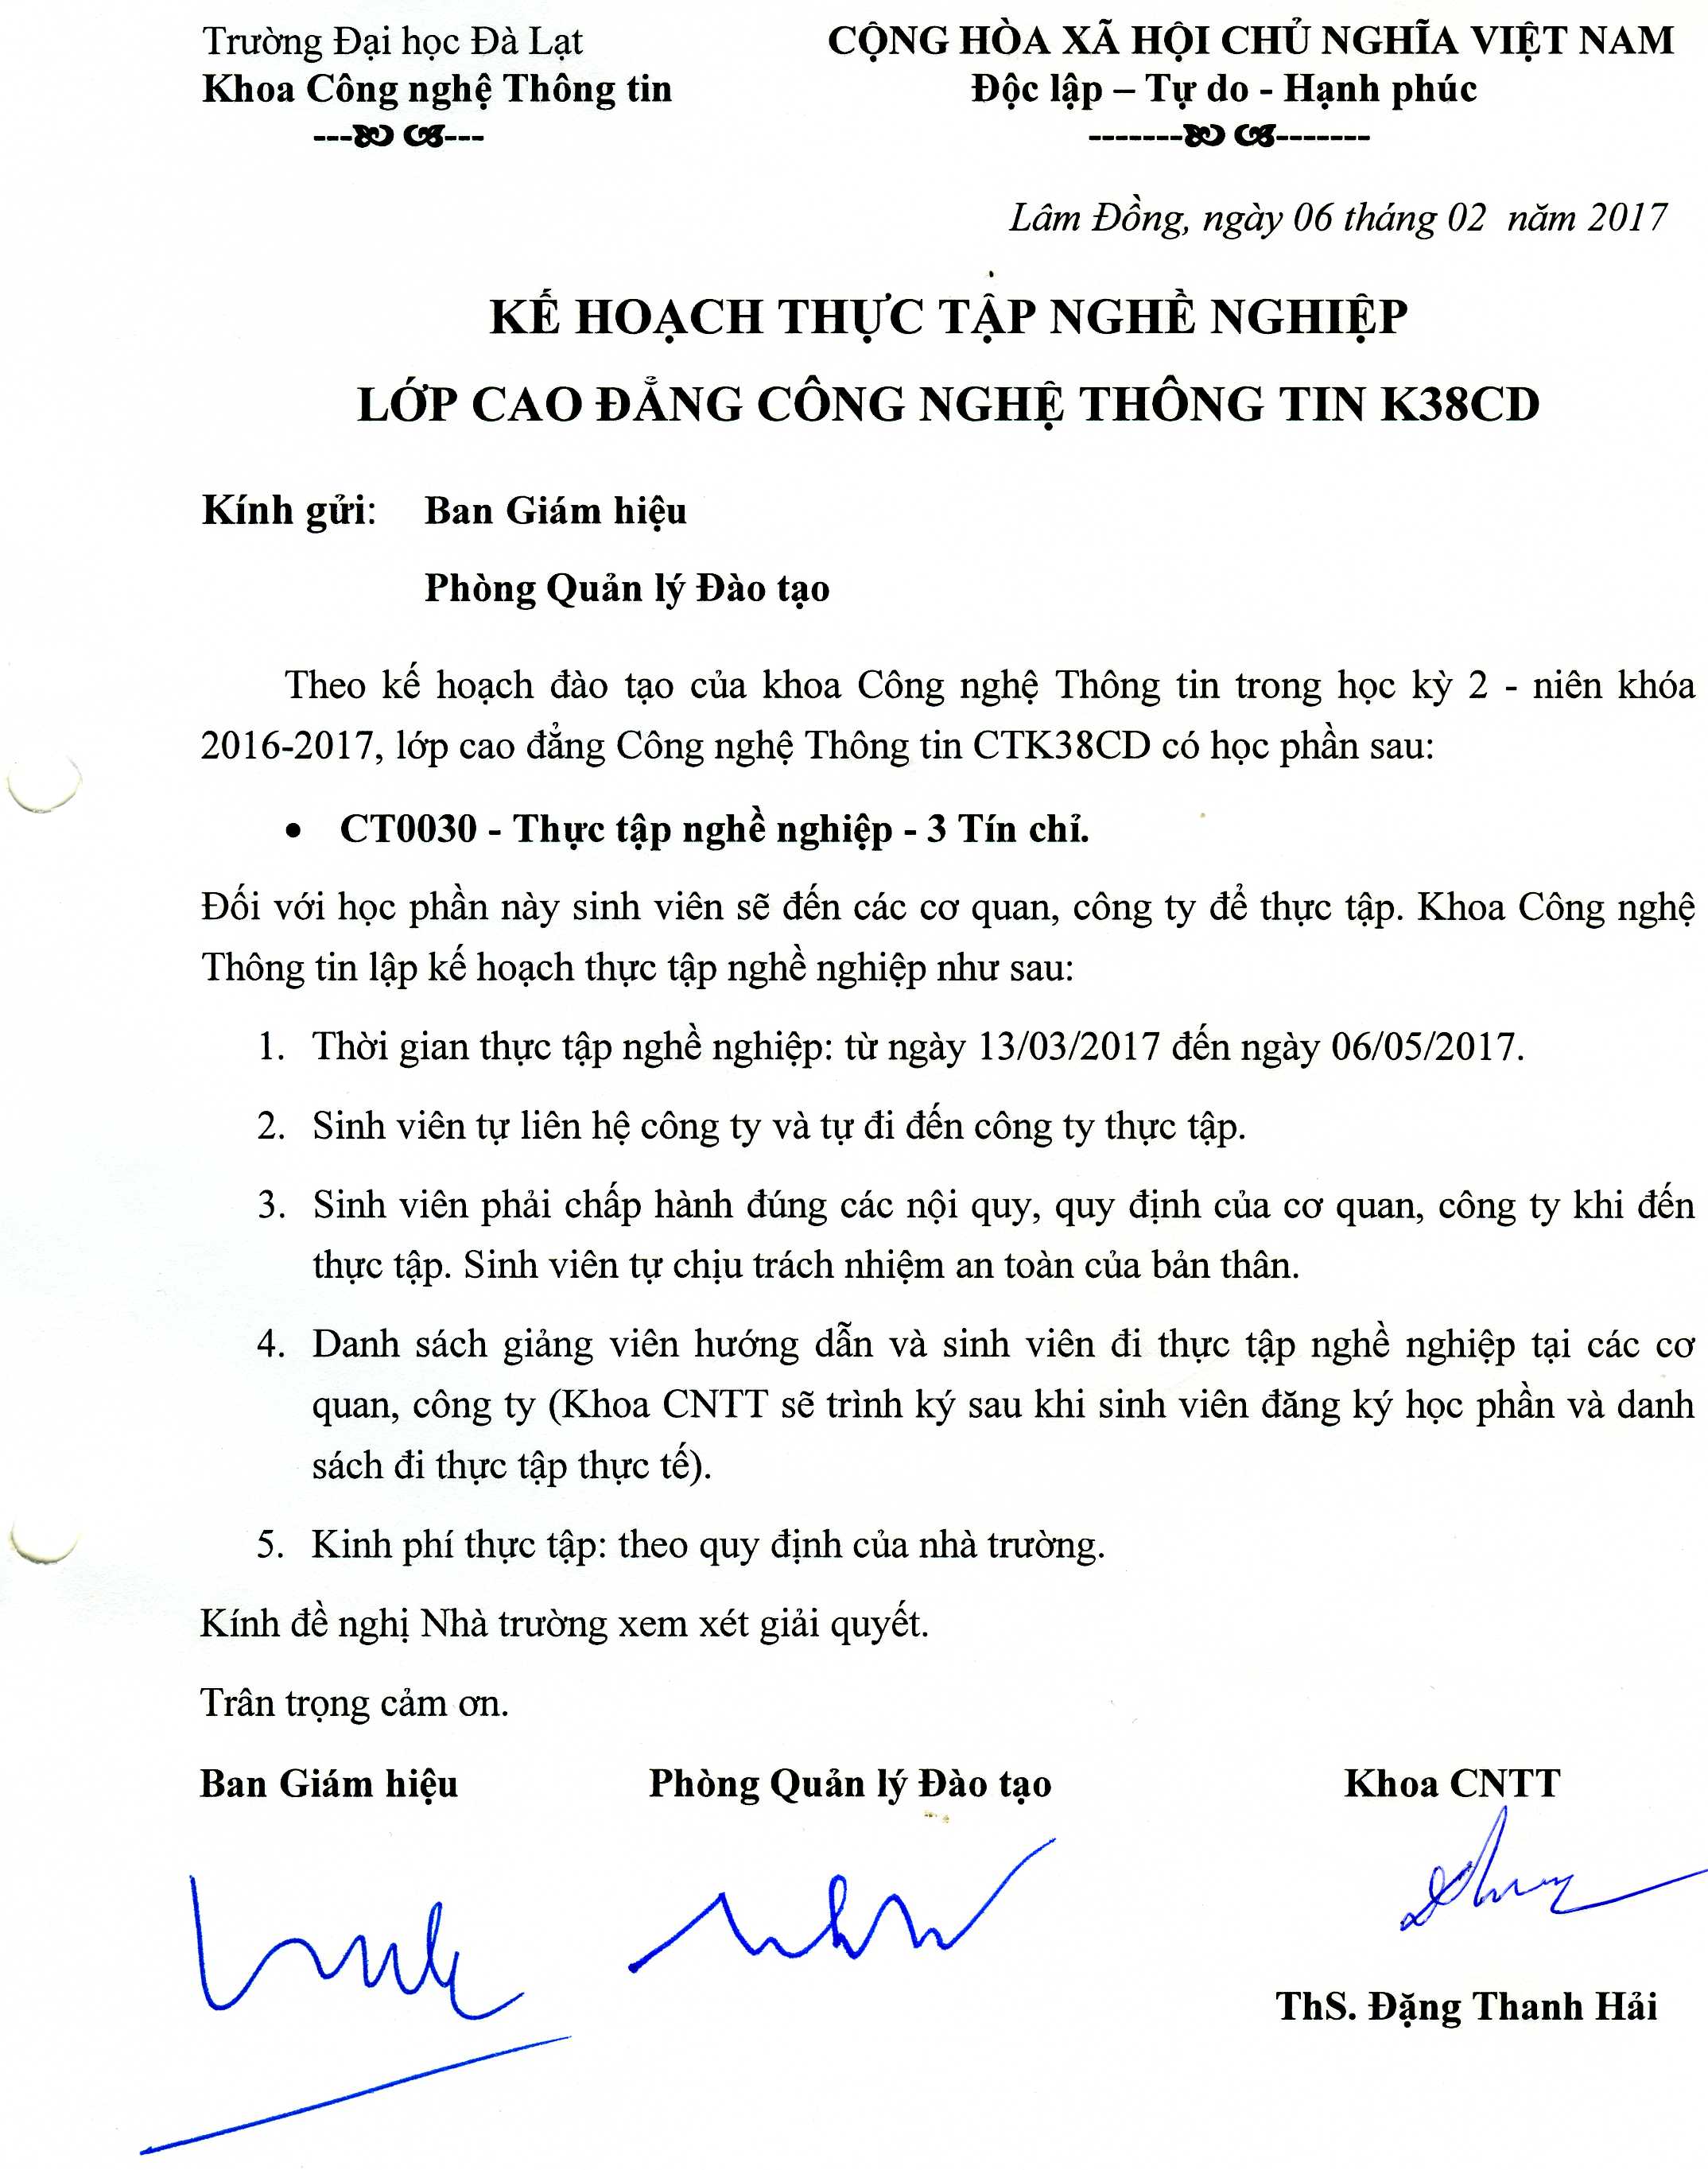 Trường Đại học Đà Lạt
Khoa Công nghệ Thông tin
CỘNG HÒA XÃ HỘI CHỦ NGHĨA VIỆT NAM
Độc lập – Tự do - Hạnh phúc
Lâm Đồng, ngày 06 tháng 02 năm 2017
KẾ HOẠCH THỰC TẬP NGHỀ NGHIỆP
LỚP CAO ĐẲNG CÔNG NGHỆ THÔNG TIN K38CD
Kính gửi: Ban Giám hiệu
Phòng Quản lý Đào tạo
Theo kế hoạch đào tạo của khoa Công nghệ Thông tin trong học kỳ 2 - niên khóa
2016-2017, lớp cao đẳng Công nghệ Thông tin CTK38CD có học phần sau:
• CT0030 - Thực tập nghề nghiệp - 3 Tín chỉ.
Đối với học phần này sinh viên sẽ đến các cơ quan, công ty để thực tập. Khoa Công nghệ
Thông tin lập kế hoạch thực tập nghề nghiệp như sau:
1. Thời gian thực tập nghề nghiệp: từ ngày 13/03/2017 đến ngày 06/05/2017.
2. Sinh viên tự liên hệ công ty và tự đi đến công ty thực tập.
3. Sinh viên phải chấp hành đúng các nội quy, quy định của cơ quan, công ty khi đến
thực tập. Sinh viên tự chịu trách nhiệm an toàn của bản thân.
4. Danh sách giảng viên hướng dẫn và sinh viên đi thực tập nghề nghiệp tại các cơ
quan, công ty (Khoa CNTT sẽ trình ký sau khi sinh viên đăng ký học phần và danh
sách đi thực tập thực tế).
5. Kinh phí thực tập: theo quy định của nhà trường.
Kính đề nghị Nhà trường xem xét giải quyết.
Trân trọng cảm ơn.
Ban Giám hiệu
Phòng Quản lý Đào tạo
Khoa CNTT
ThS. Đặng Thanh Hải